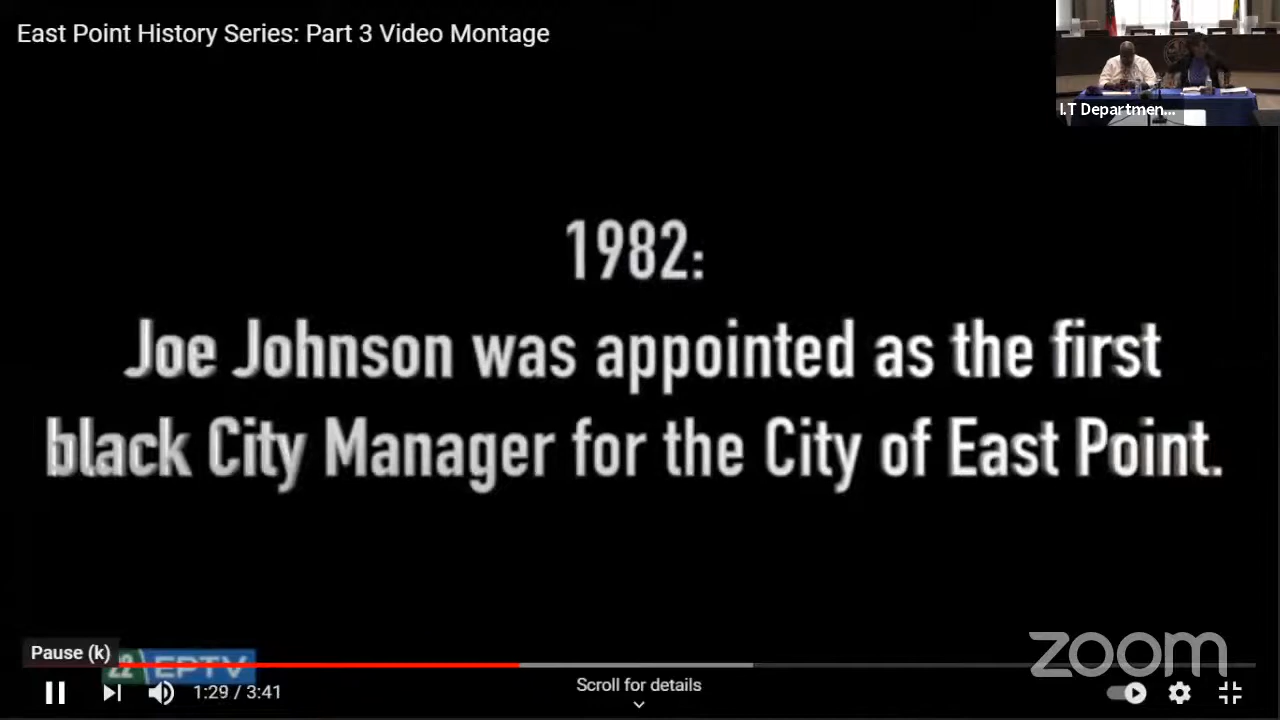 East Point History Series: Part 3 Video Montage
I.T Departmen...
1982:
Joe Johnson was appointed as the first
black City Manager for the City of East Point.
zoom
Pause (k)
22 EPTV
1:29 / 3:41
Scroll for details